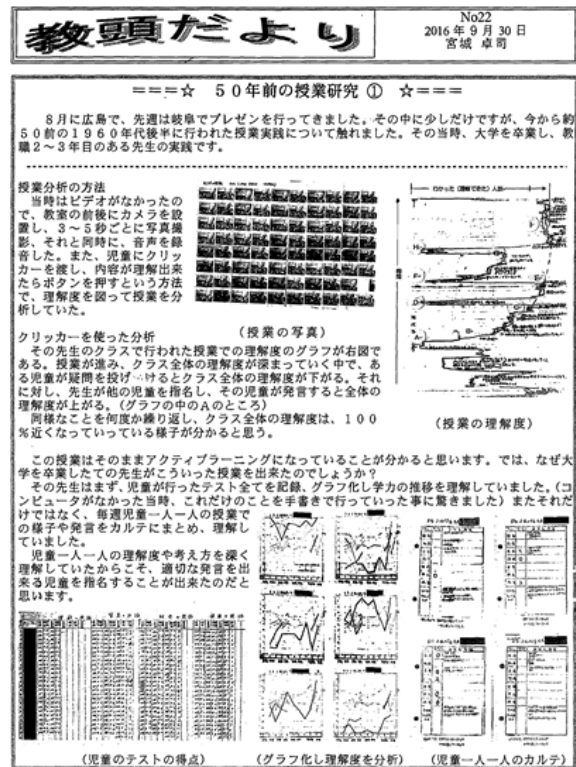 教頭だより
No22
2016年9月30日
宮城 卓司
===☆ 50年前の授業研究 ① ☆===
8月に広島で、先週は岐阜でプレゼンを行ってきました。その中に少しだけですが、今から約
50前の1960年代後半に行われた授業実践について触れました。その当時、大学を卒業し、教
職2~3年目のある先生の実践です。
授業分析の方法
当時はビデオがなかったの
で、教室の前後にカメラを設
置し、3~5秒ごとに写真撮
影、それと同時に、音声を録
音した。また、児童にクリッ
カーを渡し、内容が理解出来
たらボタンを押すという方法
で、理解度を図って授業を分
析していた。
(授業の写真)
わかった(理解できた)人数
(授業の理解度)
クリッカーを使った分析
その先生のクラスで行われた授業での理解度のグラフが右図で
ある。授業が進み、クラス全体の理解度が深まっていく中で、あ
る児童が疑問を投げかけるとクラス全体の理解度が下がる。それ
に対し、先生が他の児童を指名し、その児童が発言すると全体の
理解度が上がる。(グラフの中のAのところ)
同様なことを何度か繰り返し、クラス全体の理解度は、100
%近くなっていっている様子が分かると思う。
この授業はそのままアクティブラーニングになっていることが分かると思います。では、なぜ大
学を卒業したての先生がこういった授業を出来たのでしょうか?
その先生はまず、児童が行ったテスト全てを記録、グラフ化し学力の推移を理解していました。(コ
ンピュータがなかった当時、これだけのことを手書きで行っていった事に驚きました)またそれだ
けではなく、毎週児童一人一人の授業で
の様子や発言をカルテにまとめ、理解し
ていました。
児童一人一人の理解度や考え方を深く
理解していたからこそ、適切な発言を出
来る児童を指名することが出来たのだと
思います。
(児童のテストの得点)
(グラフ化し理解度を分析)
(児童一人一人のカルテ)